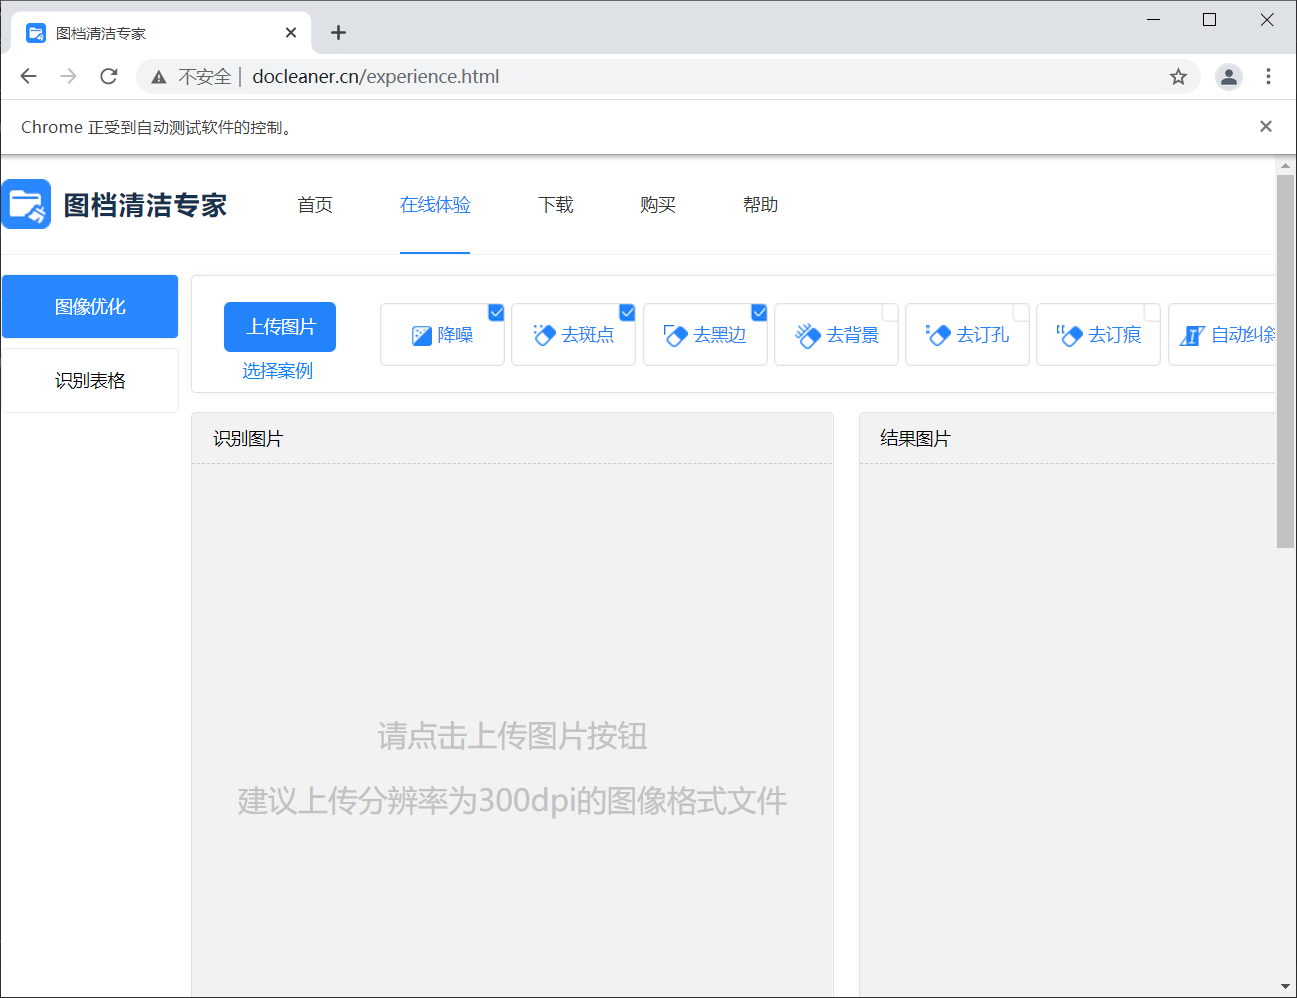 图档清洁专家
不安全 | docleaner.cn/experience.html
Chrome 正受到自动测试软件的控制。
图档清洁专家 首页 在线体验 下载 购买 帮助
图像优化
识别表格
上传图片
选择案例
降噪 去斑点 去黑边 去背景 去订孔 去订痕 自动纠斜
识别图片
结果图片
请点击上传图片按钮
建议上传分辨率为300dpi的图像格式文件